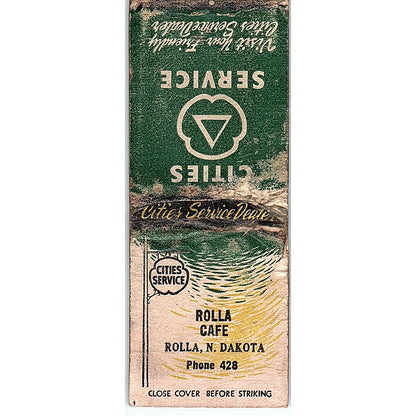 Visit Your Friendly
Cities Service Dealer
CITIES
SERVICE
Cities Service Deale
CITIES
SERVICE
ROLLA
CAFE
ROLLA, N. DAKOTA
Phone 428
CLOSE COVER BEFORE STRIKING